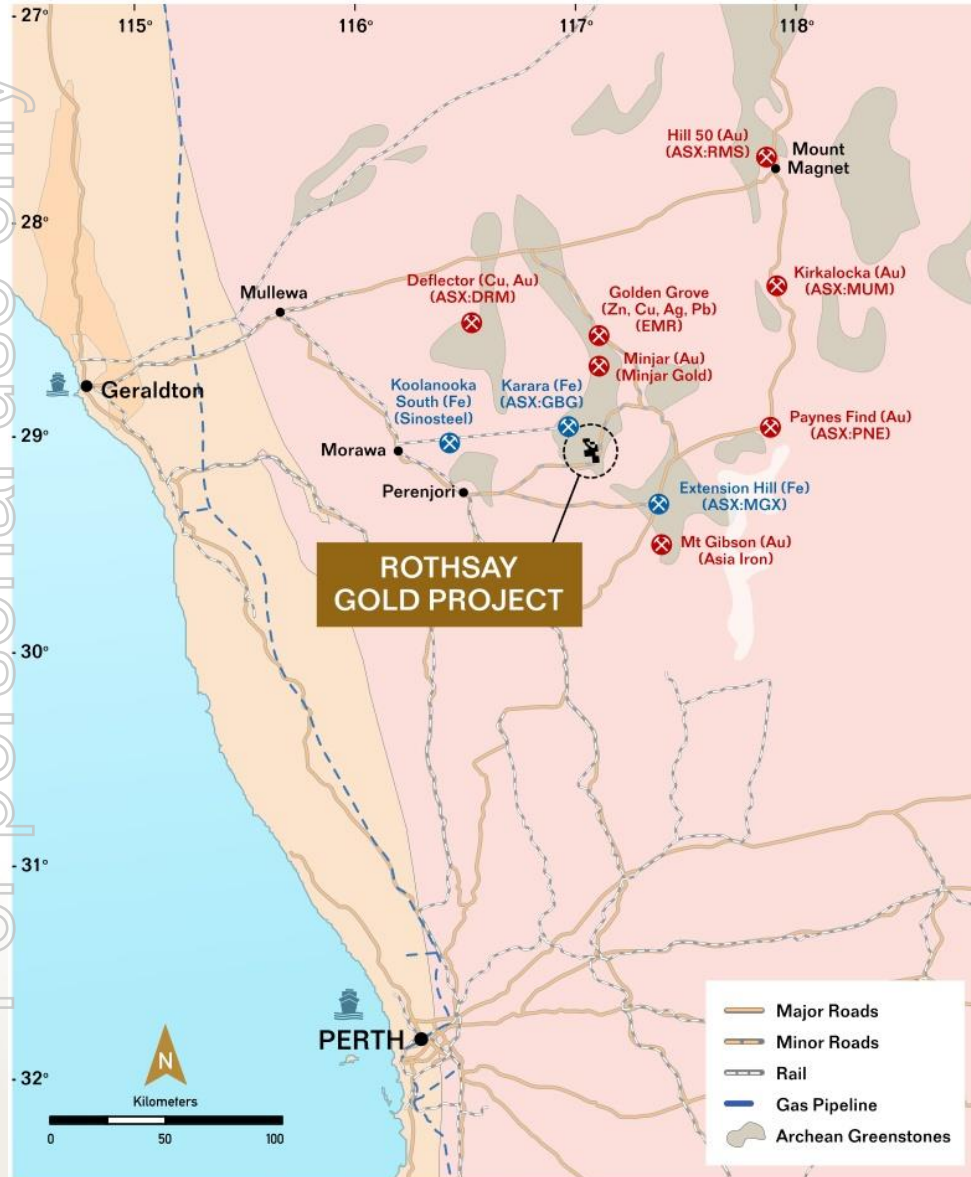 115°
116°
117°
118°
27°
28°
29°
30°
31°
32°
For personal use only
Hill 50 (Au)
(ASX:RMS)
Mount
Magnet
Kirkalocka (Au)
(ASX:MUM)
Deflector (Cu, Au)
(ASX:DRM)
Mullewa
Golden Grove
(Zn, Cu, Ag, Pb)
(EMR)
Minjar (Au)
(Minjar Gold)
Geraldton
Koolanooka
South (Fe)
(Sinosteel)
Karara (Fe)
(ASX:GBG)
Paynes Find (Au)
(ASX:PNE)
Morawa
Perenjori
Extension Hill (Fe)
(ASX:MGX)
Mt Gibson (Au)
(Asia Iron)
ROTHSAY
GOLD PROJECT
PERTH
N
Kilometers
0 50 100
Major Roads
Minor Roads
Rail
Gas Pipeline
Archean Greenstones